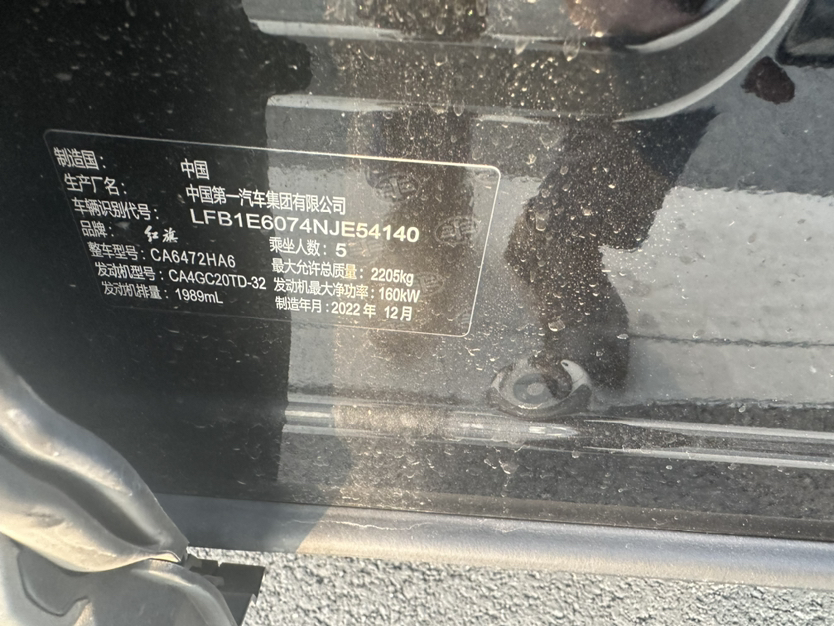 制造国： 中国
生产厂名： 中国第一汽车集团有限公司
车辆识别代号： LFB1E6074NJE54140
品牌： 红旗 乘坐人数：5
整车型号：CA6472HA6 最大允许总质量： 2205kg
发动机型号：CA4GC20TD-32 发动机最大净功率：160kW
发动机排量：1989mL 制造年月：2022 年 12 月